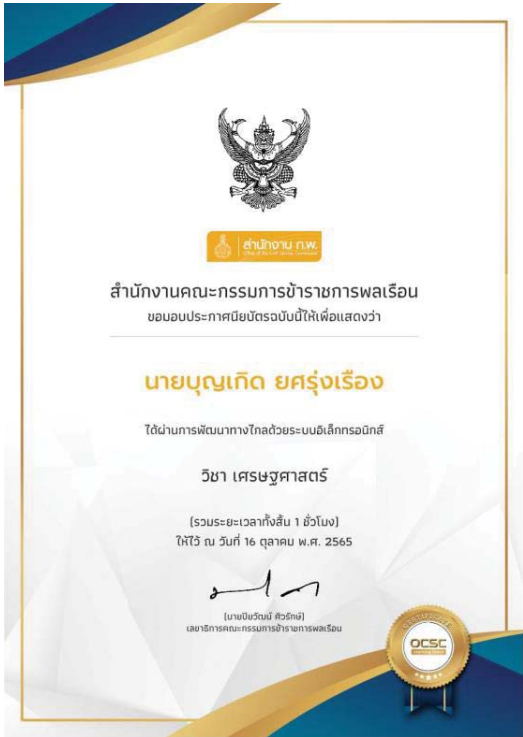 สำนักงาน ก.พ.
สำนักงานคณะกรรมการข้าราชการพลเรือน
ขอมอบประกาศนียบัตรฉบับนี้ให้เพื่อแสดงว่า
นายบุญเกิด ยศรุ่งเรือง
ได้ผ่านการพัฒนาทางไกลด้วยระบบอิเล็กทรอนิกส์
วิชา เศรษฐศาสตร์
(รวมระยะเวลาทั้งสิ้น 1 ชั่วโมง)
ให้ไว้ ณ วันที่ 16 ตุลาคม พ.ศ. 2565
(นายปิยวัฒน์ ศิวรักษ์)
เลขาธิการคณะกรรมการข้าราชการพลเรือน
OCSC